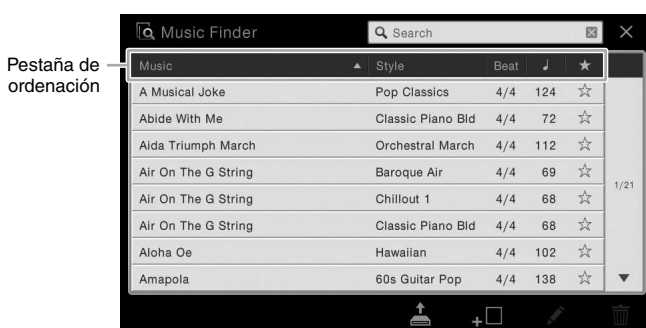 Music Finder
Search
Pestaña de
ordenación
Music Style Beat ♩ ★
A Musical Joke Pop Classics 4/4 124 ☆
Abide With Me Classic Piano Bld 4/4 72 ☆
Aida Triumph March Orchestral March 4/4 112 ☆
Air On The G String Baroque Air 4/4 69 ☆
Air On The G String Chillout 1 4/4 68 ☆
Air On The G String Classic Piano Bld 4/4 68 ☆
Aloha Oe Hawaiian 4/4 102 ☆
Amapola 60s Guitar Pop 4/4 138 ☆
1/21